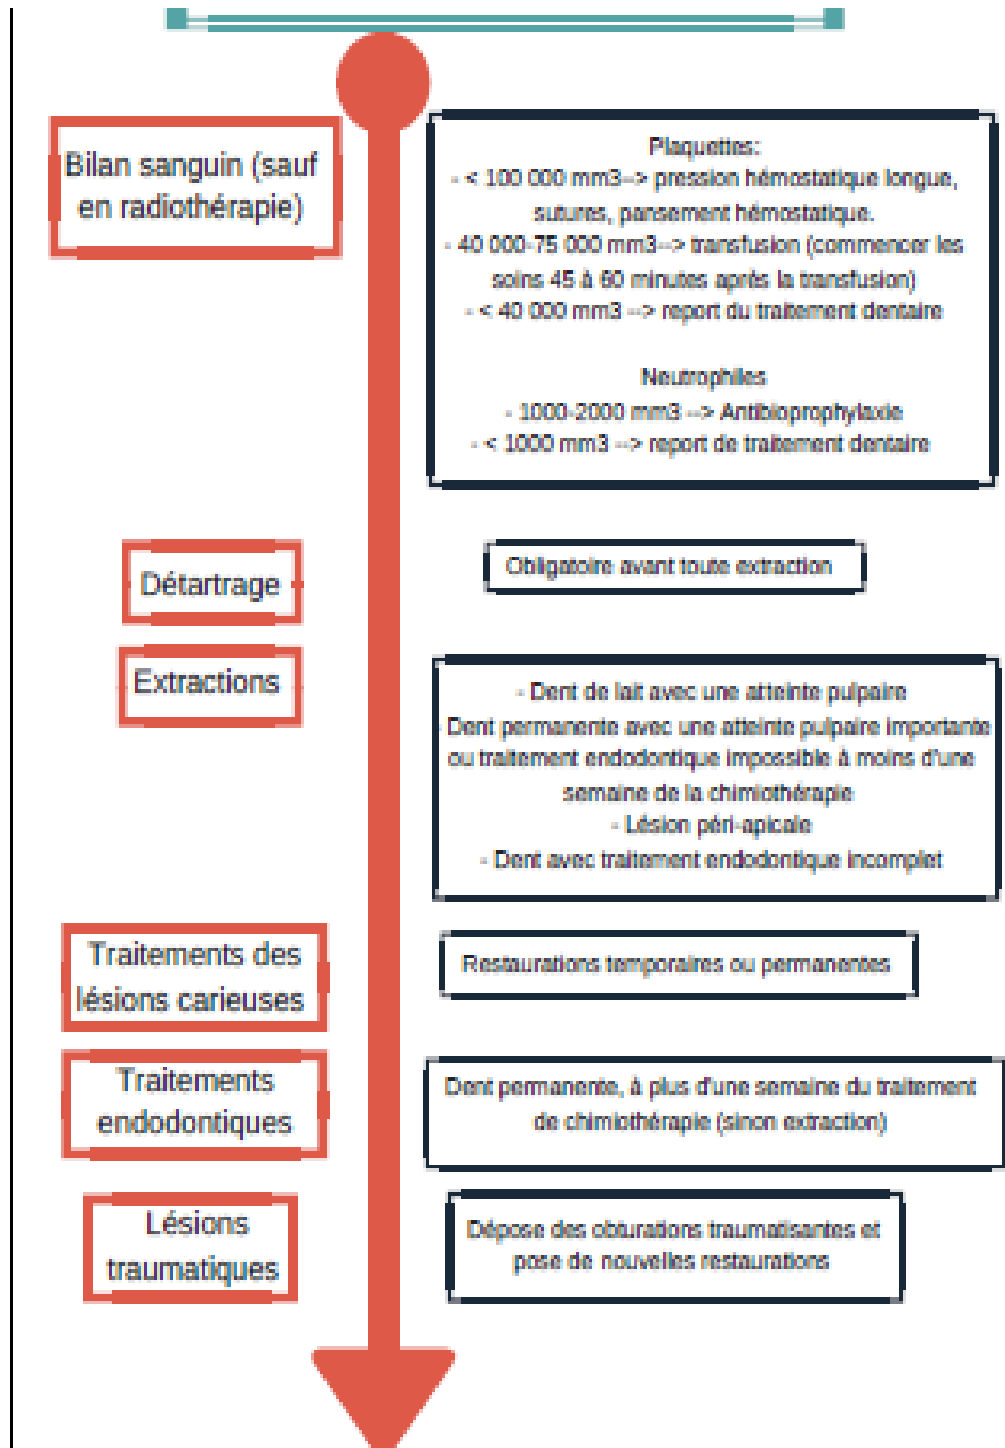 Bilan sanguin (sauf
en radiothérapie)
Plaquettes:
- < 100 000 mm3--> pression hémostatique longue,
sutures, pansement hémostatique.
- 40 000-75 000 mm3--> transfusion (commencer les
soins 45 à 60 minutes après la transfusion)
- < 40 000 mm3 --> report du traitement dentaire
Neutrophiles
- 1000-2000 mm3 --> Antibioprophylaxie
- < 1000 mm3 --> report de traitement dentaire
Détartrage
Obligatoire avant toute extraction
Extractions
- Dent de lait avec une atteinte pulpaire
- Dent permanente avec une atteinte pulpaire importante
ou traitement endodontique impossible à moins d'une
semaine de la chimiothérapie
- Lésion péri-apicale
- Dent avec traitement endodontique incomplet
Traitements des
lésions carieuses
Restaurations temporaires ou permanentes
Traitements
endodontiques
Dent permanente, à plus d'une semaine du traitement
de chimiothérapie (sinon extraction)
Lésions
traumatiques
Dépose des obturations traumatisantes et
pose de nouvelles restaurations